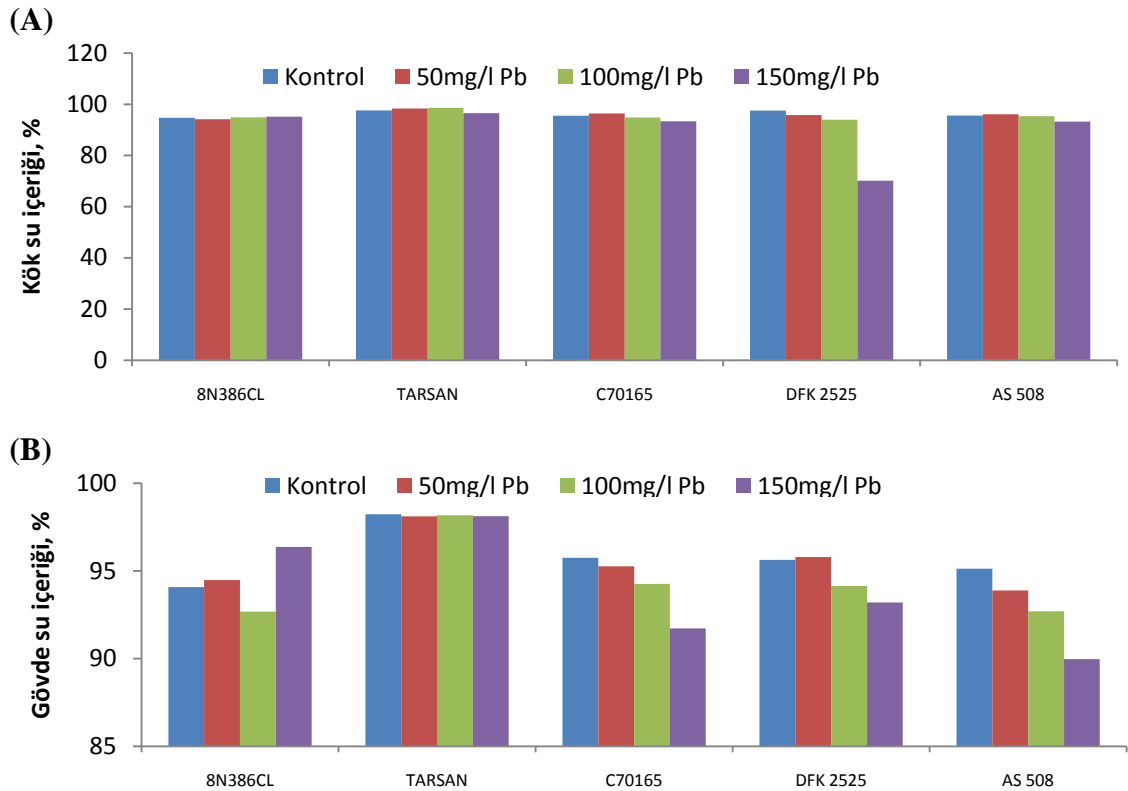 (A)
120
100
80
60
40
20
0
Kök su içeriği, %
Kontrol 50mg/l Pb 100mg/l Pb 150mg/l Pb
8N386CL TARSAN C70165 DFK 2525 AS 508
(B)
100
95
90
85
Gövde su içeriği, %
Kontrol 50mg/l Pb 100mg/l Pb 150mg/l Pb
8N386CL TARSAN C70165 DFK 2525 AS 508